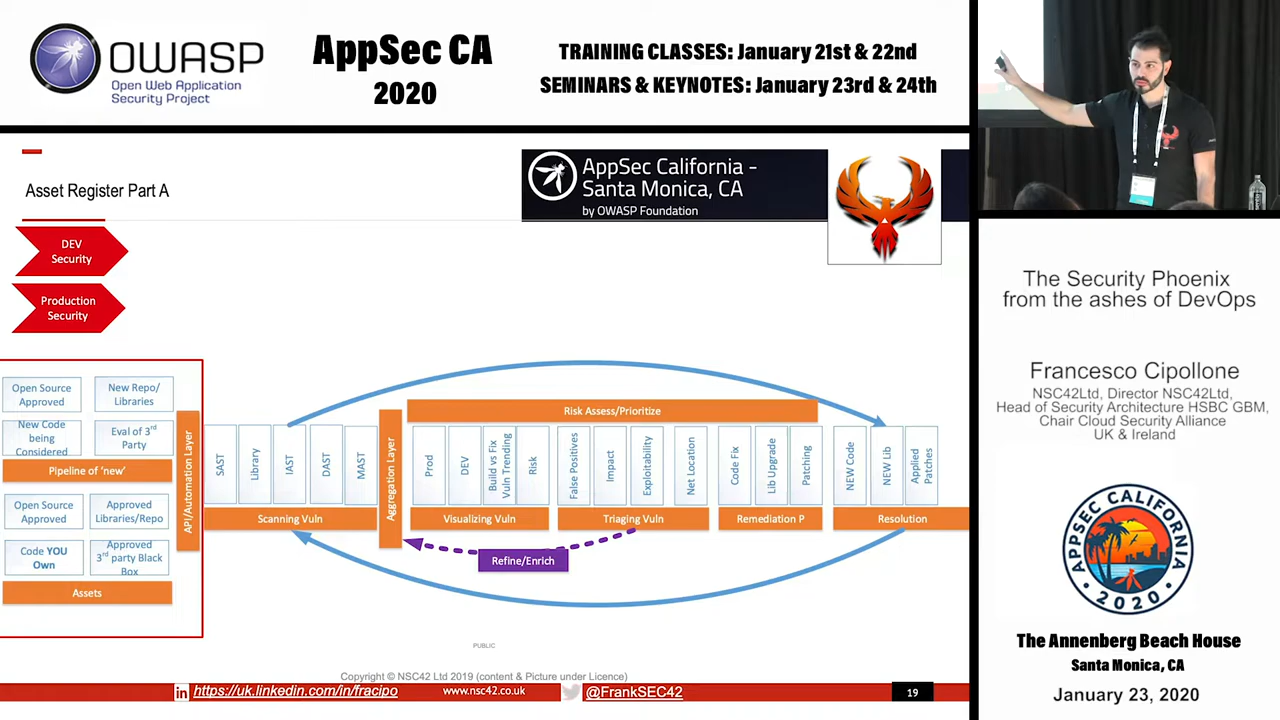 OWASP
Open Web Application
Security Project
AppSec CA
2020
TRAINING CLASSES: January 21st & 22nd
SEMINARS & KEYNOTES: January 23rd & 24th
Asset Register Part A
AppSec California -
Santa Monica, CA
by OWASP Foundation
DEV
Security
Production
Security
Open Source
Approved
New Repo/
Libraries
New Code
being
Considered
Eval of 3rd
Party
Pipeline of 'new'
Open Source
Approved
Approved
Libraries/Repo
Code YOU
Own
Approved
3rd party Black
Box
Assets
API/Automation Layer
SAST
Library
IAST
DAST
MAST
Scanning Vuln
Aggregation Layer
Risk Assess/Prioritize
Prod
DEV
Build vs Fix
Vuln Trending
Risk
Visualizing Vuln
False Positives
Impact
Exploitability
Net Location
Triaging Vuln
Code Fix
Lib Upgrade
Patching
Remediation P
NEW Code
NEW Lib
Applied
Patches
Resolution
Refine/Enrich
PUBLIC
Copyright © NSC42 Ltd 2019 (content & Picture under Licence)
in https://uk.linkedin.com/in/fracipo
www.nsc42.co.uk
@FrankSEC42
19
The Security Phoenix
from the ashes of DevOps
Francesco Cipollone
NSC42Ltd, Director NSC42Ltd,
Head of Security Architecture HSBC GBM,
Chair Cloud Security Alliance
UK & Ireland
APPSEC CALIFORNIA
2020
The Annenberg Beach House
Santa Monica, CA
January 23, 2020